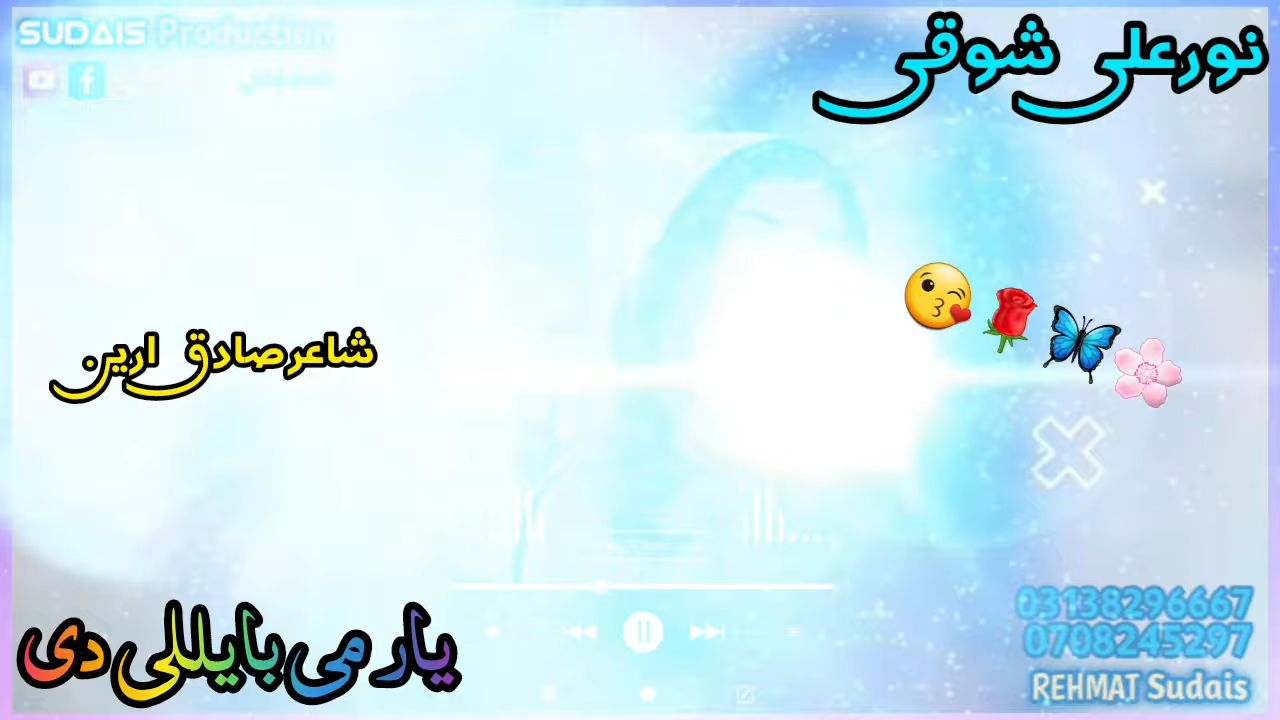 SUDAIS Production
نورعلی شوقی
شاعرصادق ارین
یار می بایللی دی
03138296667
0708245297
REHMAT Sudais